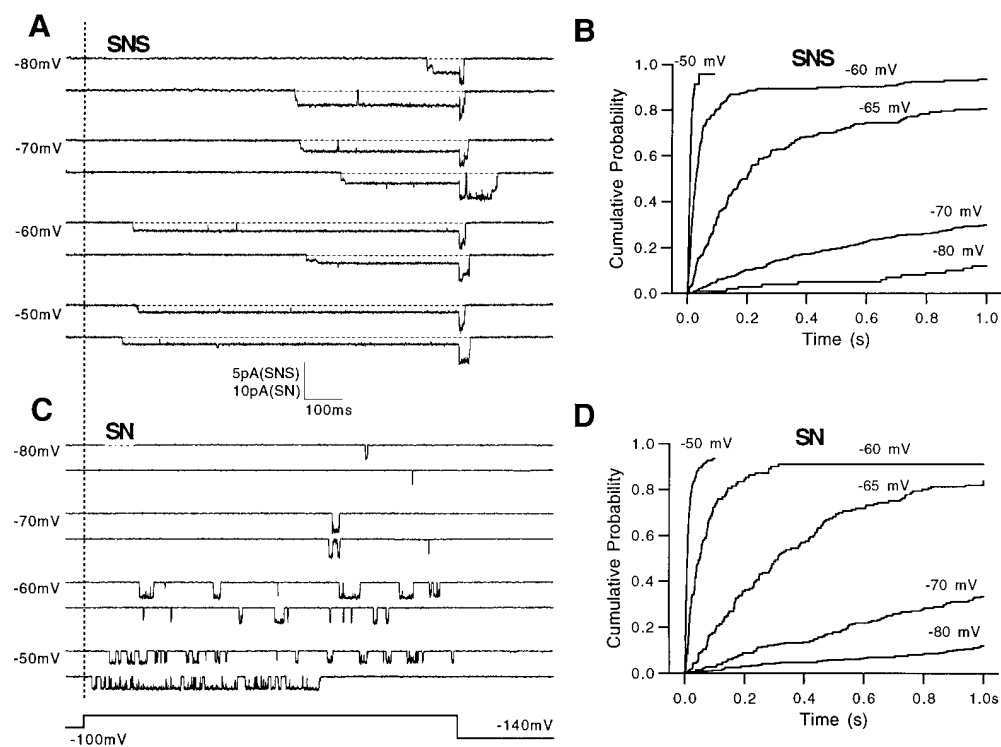 A
SNS
-80mV
-70mV
-60mV
-50mV
5pA(SNS)
10pA(SN)
100ms
B
SNS
-50 mV
-60 mV
-65 mV
-70 mV
-80 mV
1.0
0.8
0.6
0.4
0.2
0
Cumulative Probability
0.0 0.2 0.4 0.6 0.8 1.0
Time (s)
C
SN
-80mV
-70mV
-60mV
-50mV
-100mV
-140mV
D
SN
-50 mV
-60 mV
-65 mV
-70 mV
-80 mV
1.0
0.8
0.6
0.4
0.2
0.0
Cumulative Probability
0.0 0.2 0.4 0.6 0.8 1.0s
Time (s)